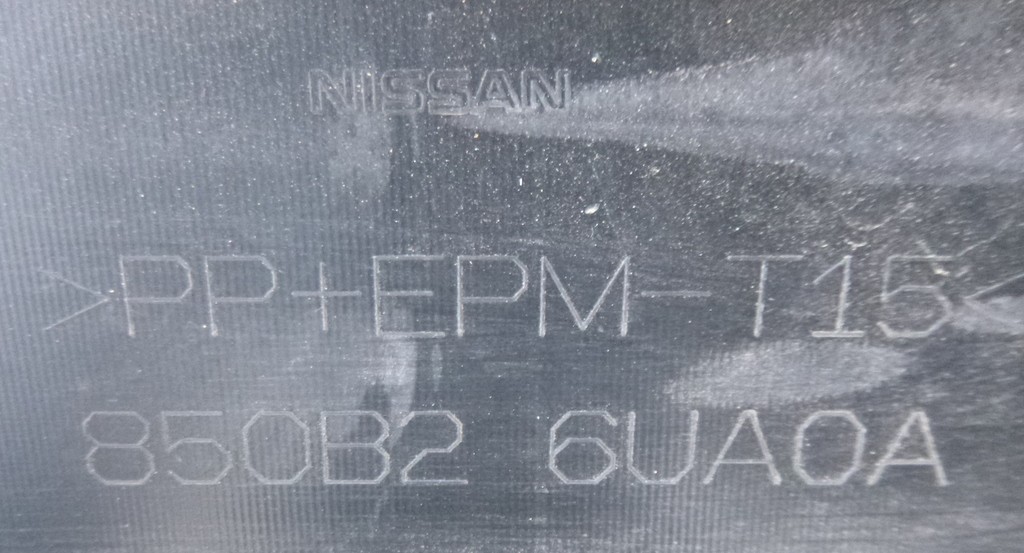 NISSAN
>PP+EPM-T15<
850B2 6UA0A